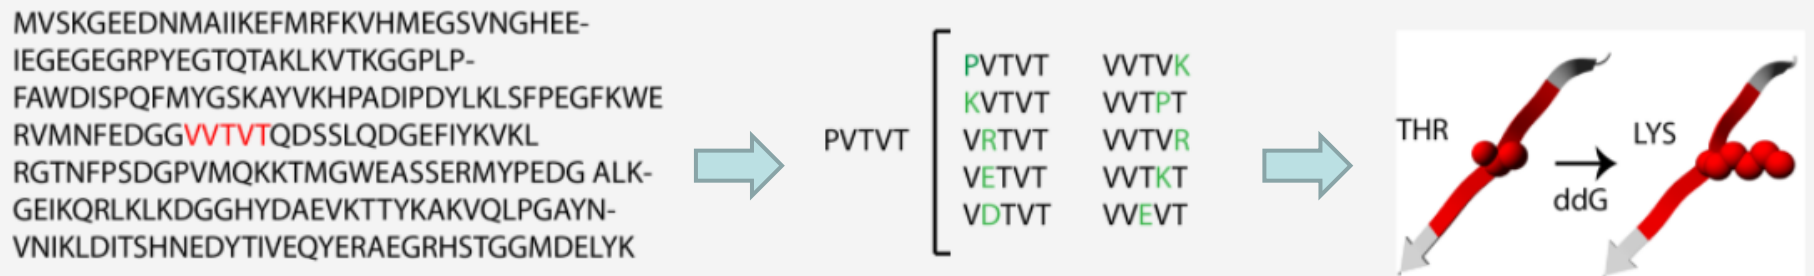 MVSKGEEDNMAIIKEFMRFKVHMEGSVNGHEE-
IEGEGEGRPYEGTQTAKLKVTKGGPLP-
FAWDISPQFMYGSKAYVKHPADIPDYLKLSFPEGFKWE
RVMNFEDGGVVTVTQDSSLQDGEFIYKVKL
RGTNFPSDGPVMQKKTMGWEASSERMYPEDG ALK-
GEIKQRLKLKDGGHYDAEVKTTYKAKVQLPGAYN-
VNIKLDITSHNEDYTIVEQYERAEGRHSTGGMDELYK
PVTVT
PVTVT VVTVK
KVTVT VVTPT
VRTVT VVTVR
VETVT VVTKT
VDTVT VVEVT
THR
LYS
ddG